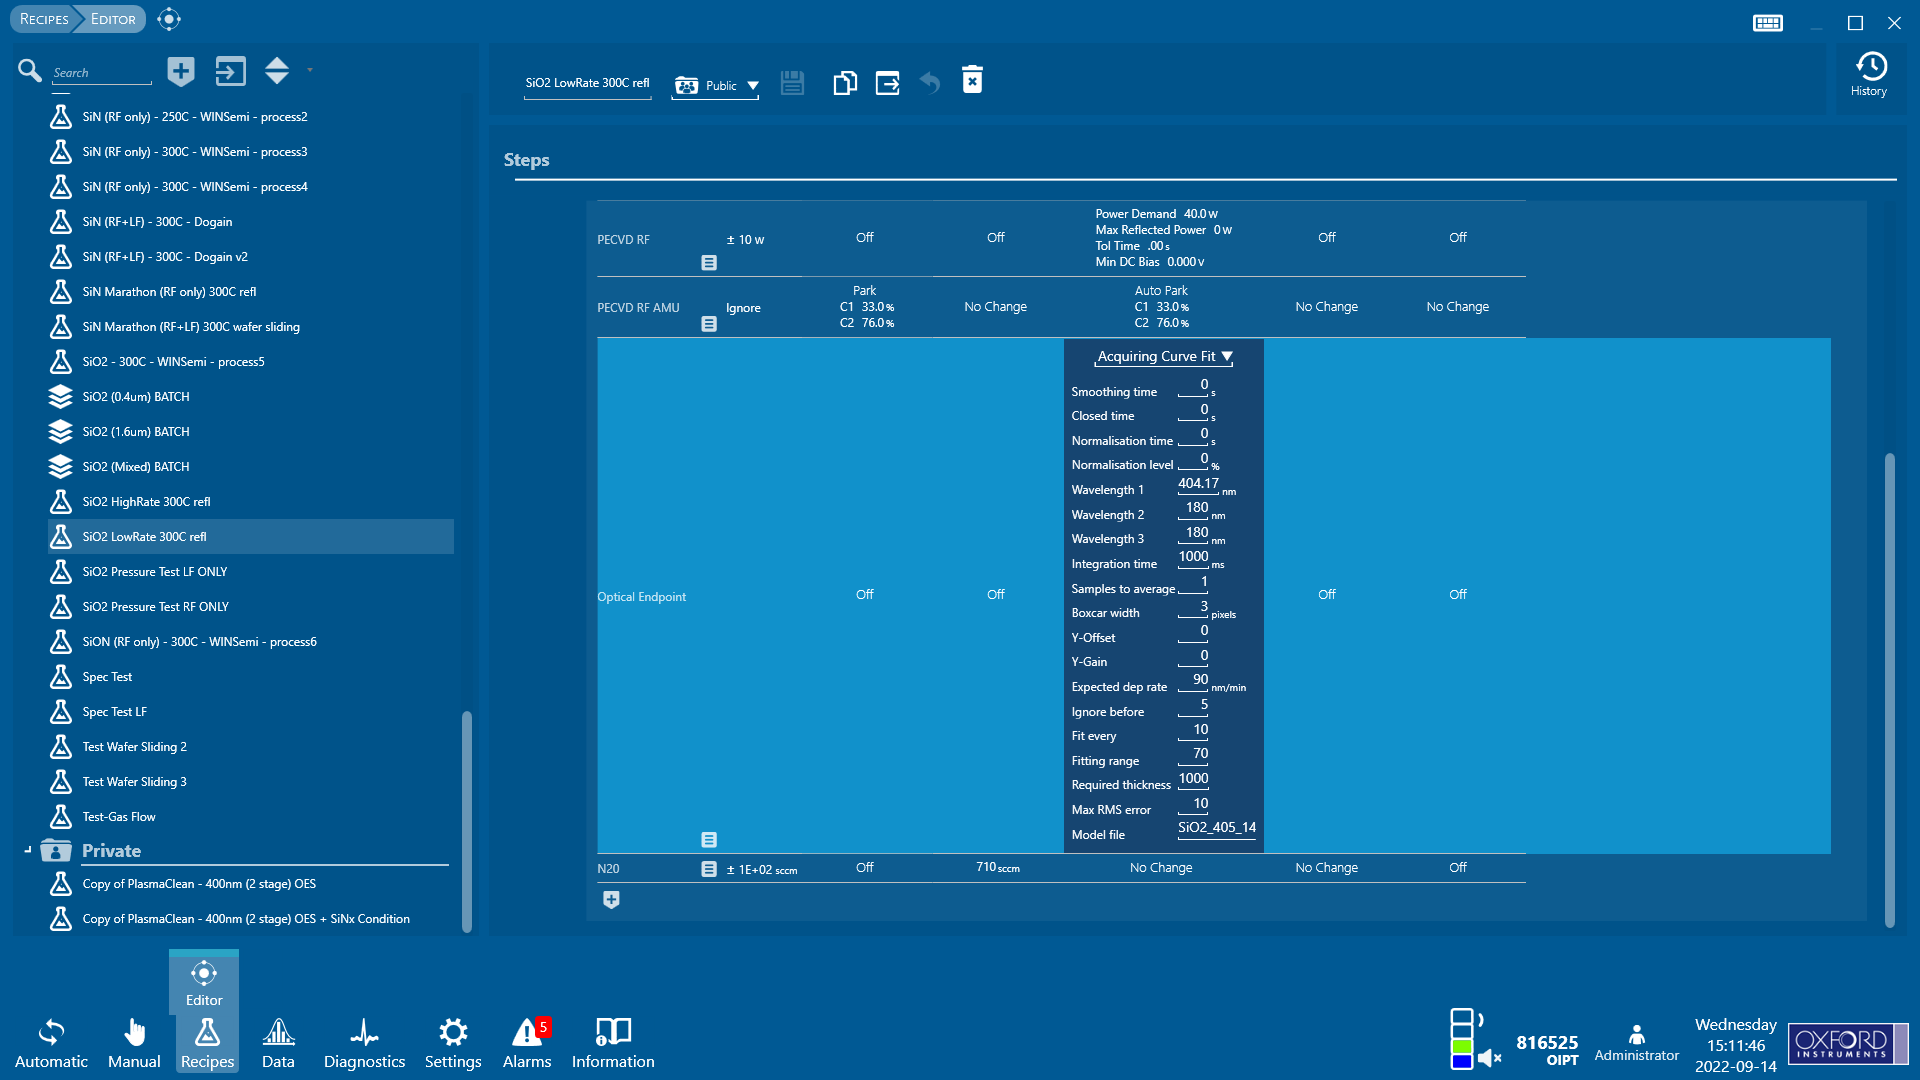 Recipes
Editor
Search
SiN (RF only) - 250C - WINSemi - process2
SiN (RF only) - 300C - WINSemi - process3
SiN (RF only) - 300C - WINSemi - process4
SiN (RF+LF) - 300C - Dogain
SiN (RF+LF) - 300C - Dogain v2
SiN Marathon (RF only) 300C refl
SiN Marathon (RF+LF) 300C wafer sliding
SiO2 - 300C - WINSemi - process5
SiO2 (0.4um) BATCH
SiO2 (1.6um) BATCH
SiO2 (Mixed) BATCH
SiO2 HighRate 300C refl
SiO2 LowRate 300C refl
SiO2 Pressure Test LF ONLY
SiO2 Pressure Test RF ONLY
SiON (RF only) - 300C - WINSemi - process6
Spec Test
Spec Test LF
Test Wafer Sliding 2
Test Wafer Sliding 3
Test-Gas Flow
Private
Copy of PlasmaClean - 400nm (2 stage) OES
Copy of PlasmaClean - 400nm (2 stage) OES + SiNx Condition
SiO2 LowRate 300C refl
Public
History
Steps
PECVD RF ± 10 w Off Off
Power Demand 40.0 w
Max Reflected Power 0 w
Tol Time .00 s
Min DC Bias 0.000 v
Off Off
PECVD RF AMU Ignore
Park
C1 33.0 %
C2 76.0 %
No Change
Auto Park
C1 33.0 %
C2 76.0 %
No Change No Change
Optical Endpoint Off Off
Acquiring Curve Fit
Smoothing time 0 s
Closed time 0 s
Normalisation time 0 s
Normalisation level 0 %
Wavelength 1 404.17 nm
Wavelength 2 180 nm
Wavelength 3 180 nm
Integration time 1000 ms
Samples to average 1
Boxcar width 3 pixels
Y-Offset 0
Y-Gain 0
Expected dep rate 90 nm/min
Ignore before 5
Fit every 10
Fitting range 70
Required thickness 1000
Max RMS error 10
Model file SiO2_405_14
Off Off
N20 ± 1E+02 sccm Off 710 sccm No Change No Change Off
Editor
Automatic
Manual
Recipes
Data
Diagnostics
Settings
5
Alarms
Information
816525
OIPT
Administrator
Wednesday
15:11:46
2022-09-14
OXFORD
INSTRUMENTS